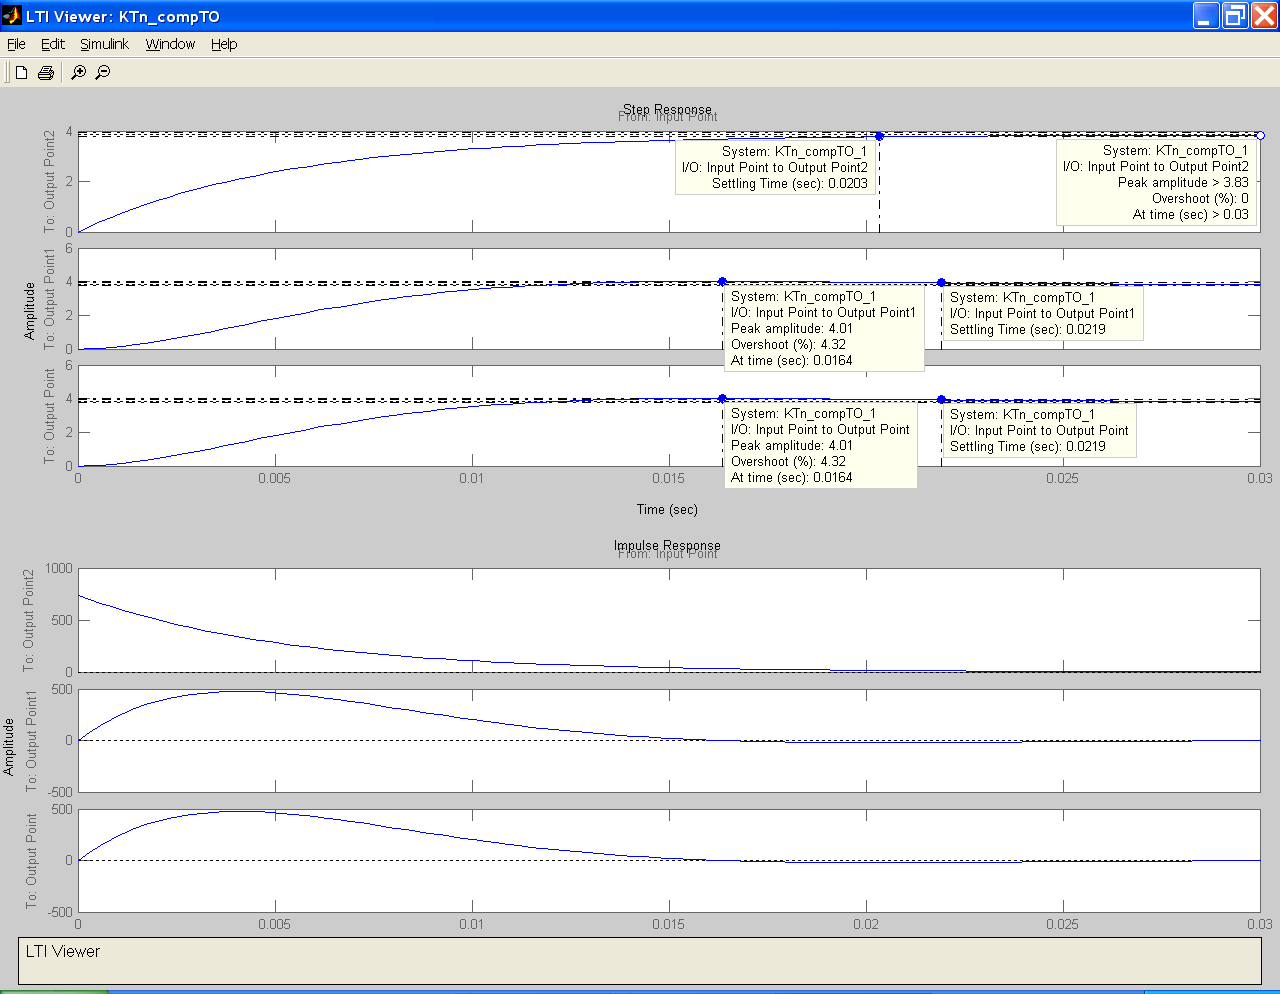 LTI Viewer: KTn_compTO
File Edit Simulink Window Help
Step Response
From: Input Point
Amplitude
To: Output Point2
4
2
0
System: KTn_compTO_1
I/O: Input Point to Output Point2
Settling Time (sec): 0.0203
System: KTn_compTO_1
I/O: Input Point to Output Point2
Peak amplitude > 3.83
Overshoot (%): 0
At time (sec) > 0.03
To: Output Point1
6
4
2
0
System: KTn_compTO_1
I/O: Input Point to Output Point1
Peak amplitude: 4.01
Overshoot (%): 4.32
At time (sec): 0.0164
System: KTn_compTO_1
I/O: Input Point to Output Point1
Settling Time (sec): 0.0219
To: Output Point
6
4
2
0
System: KTn_compTO_1
I/O: Input Point to Output Point
Peak amplitude: 4.01
Overshoot (%): 4.32
At time (sec): 0.0164
System: KTn_compTO_1
I/O: Input Point to Output Point
Settling Time (sec): 0.0219
0 0.005 0.01 0.015 0.025 0.03
Time (sec)
Impulse Response
From: Input Point
Amplitude
To: Output Point2
1000
500
0
To: Output Point1
500
0
-500
To: Output Point
500
0
-500
0 0.005 0.01 0.015 0.02 0.025 0.03
LTI Viewer